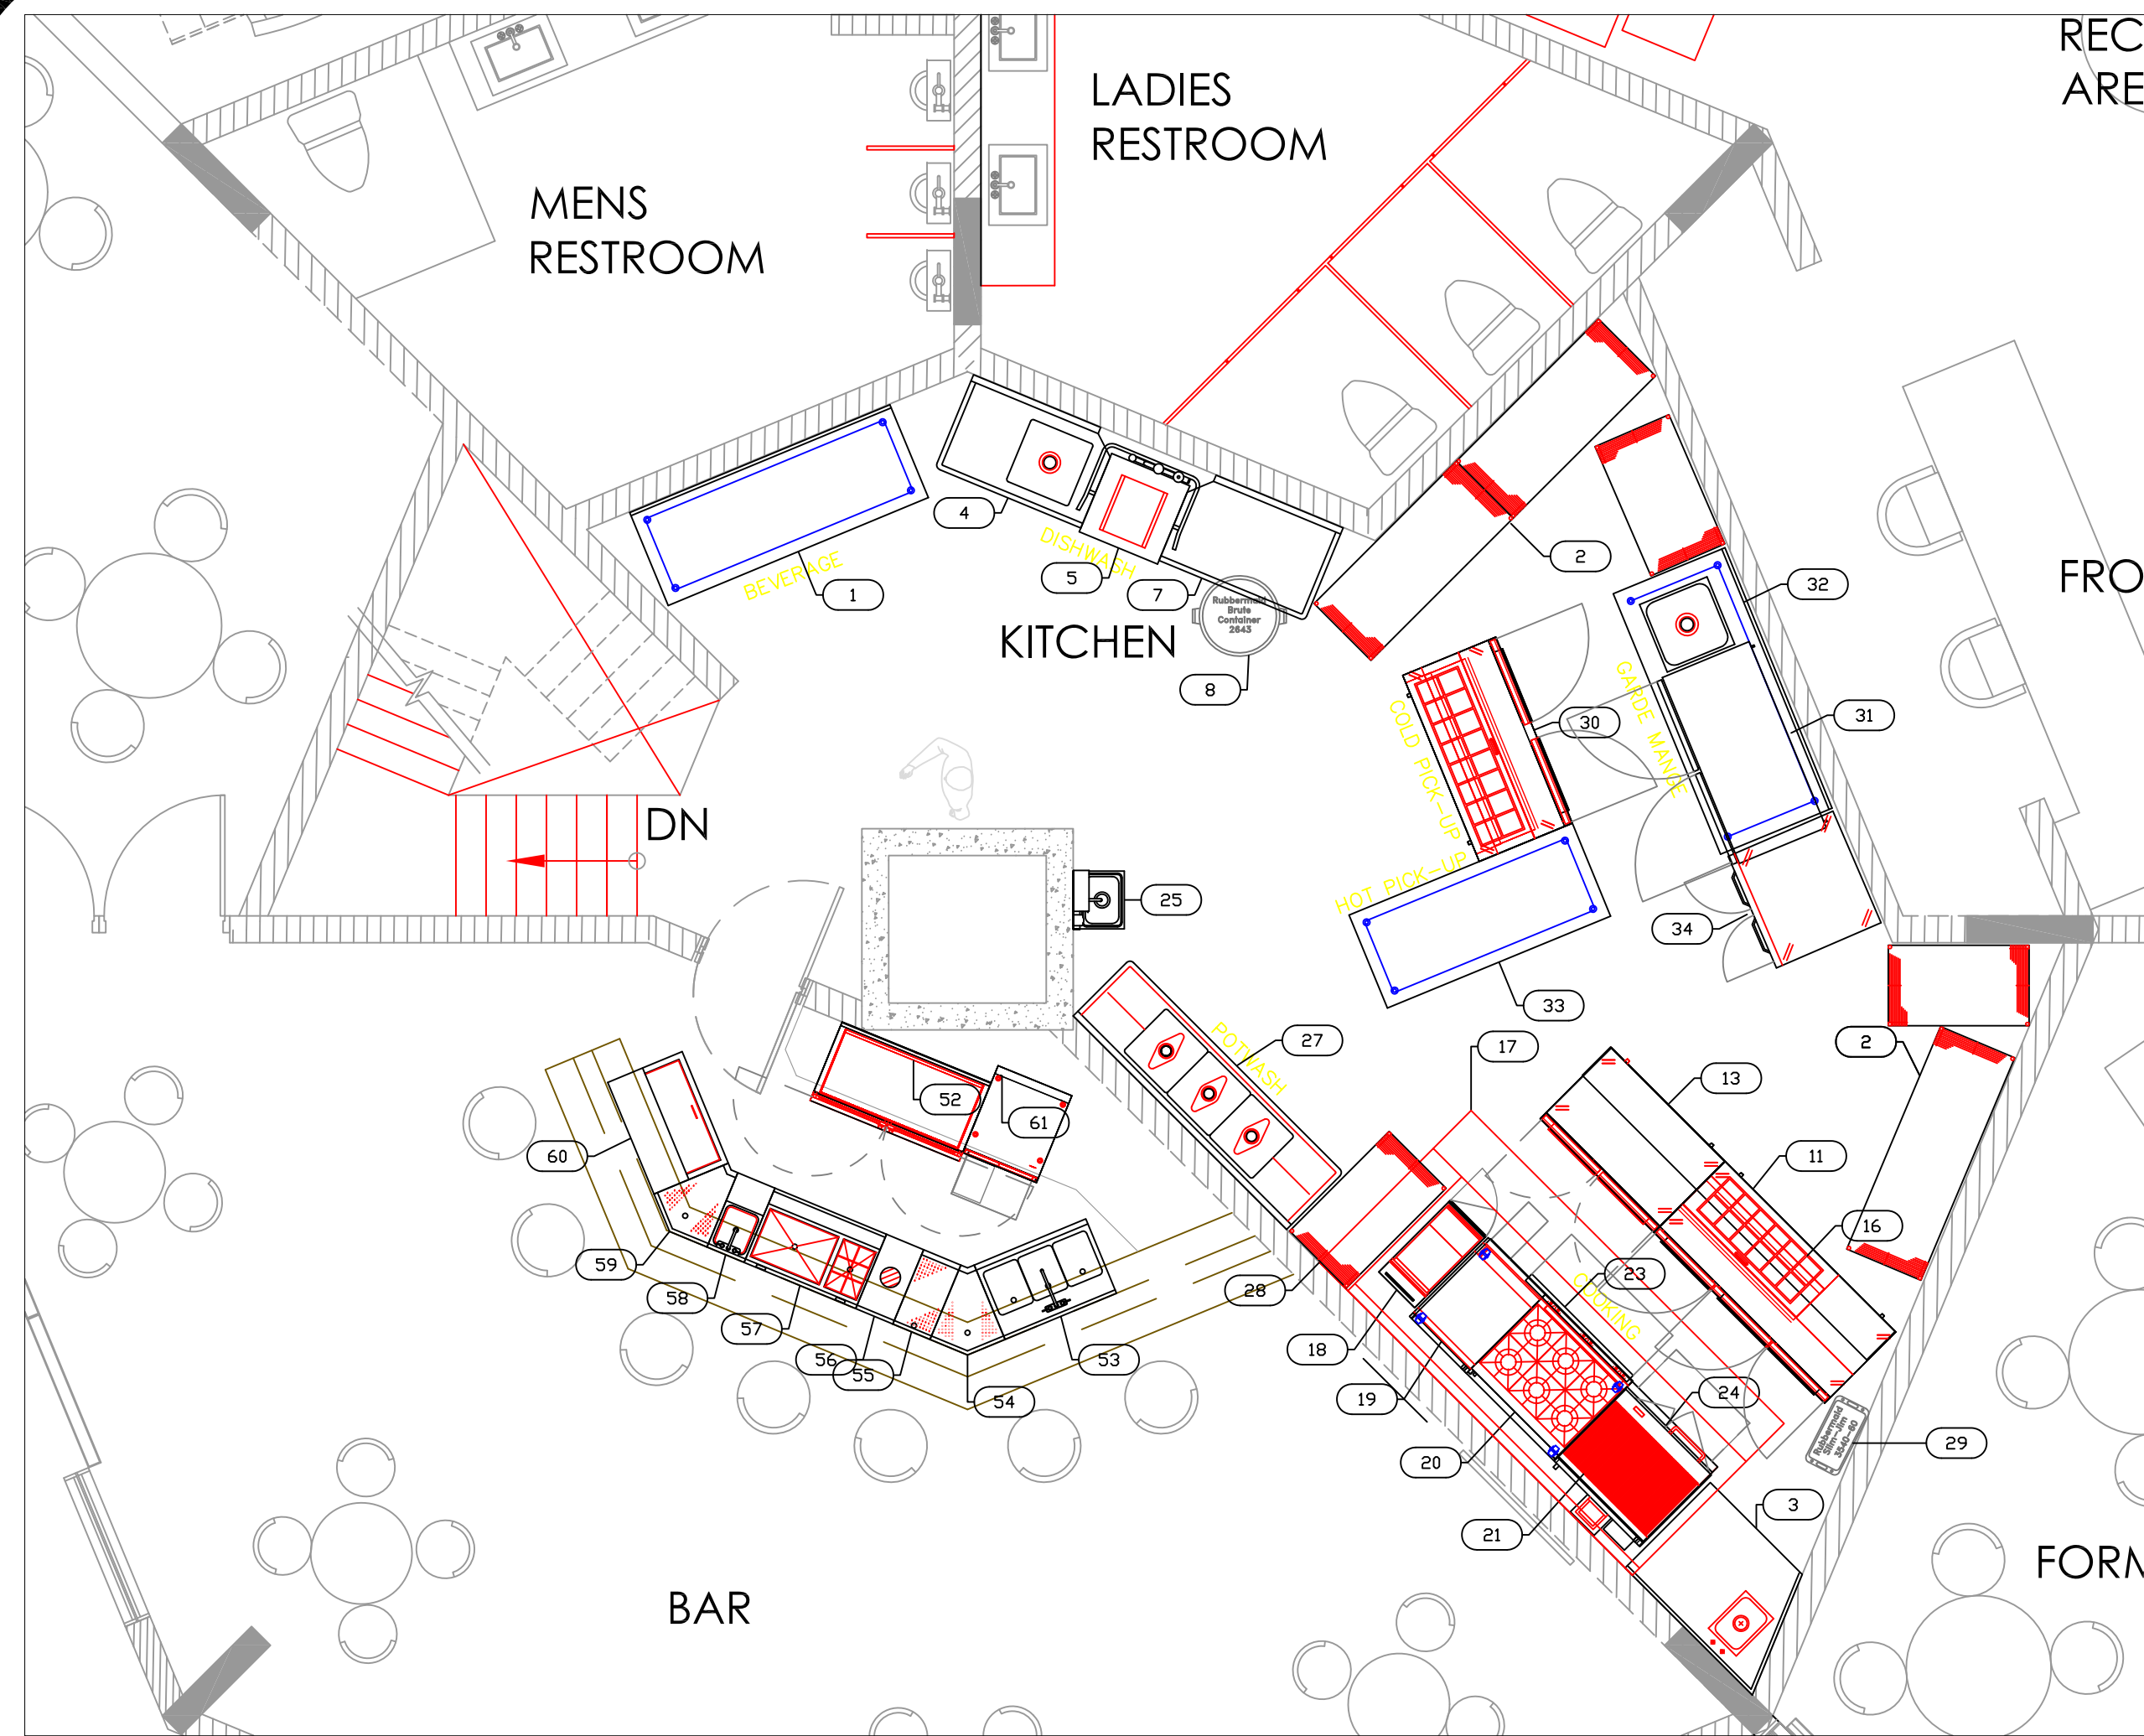 REC
ARE
LADIES
RESTROOM
MENS
RESTROOM
4
DISHWASH
5
7
2
BEVERAGE
1
FRO
32
Rubbermaid
Brute
Container
2643
KITCHEN
8
GARDE MANGE
COLD PICK-UP
30
31
DN
HOT PICK-UP
25
34
33
POTWASH
27
17
2
13
52
61
60
11
16
59
58
57
56
55
54
53
28
18
19
20
21
23
COOKING
24
Rubbermaid
Slim-Jim
3540-60
29
3
FORM
BAR